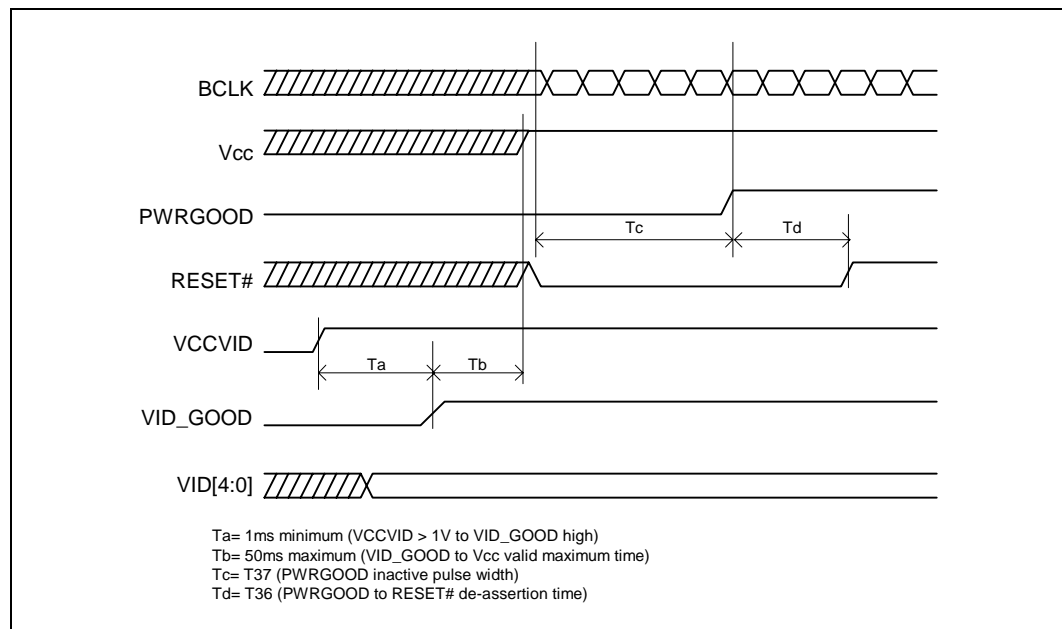 BCLK
Vcc
PWRGOOD
Tc
Td
RESET#
VCCVID
Ta
Tb
VID_GOOD
VID[4:0]
Ta= 1ms minimum (VCCVID > 1V to VID_GOOD high)
Tb= 50ms maximum (VID_GOOD to Vcc valid maximum time)
Tc= T37 (PWRGOOD inactive pulse width)
Td= T36 (PWRGOOD to RESET# de-assertion time)